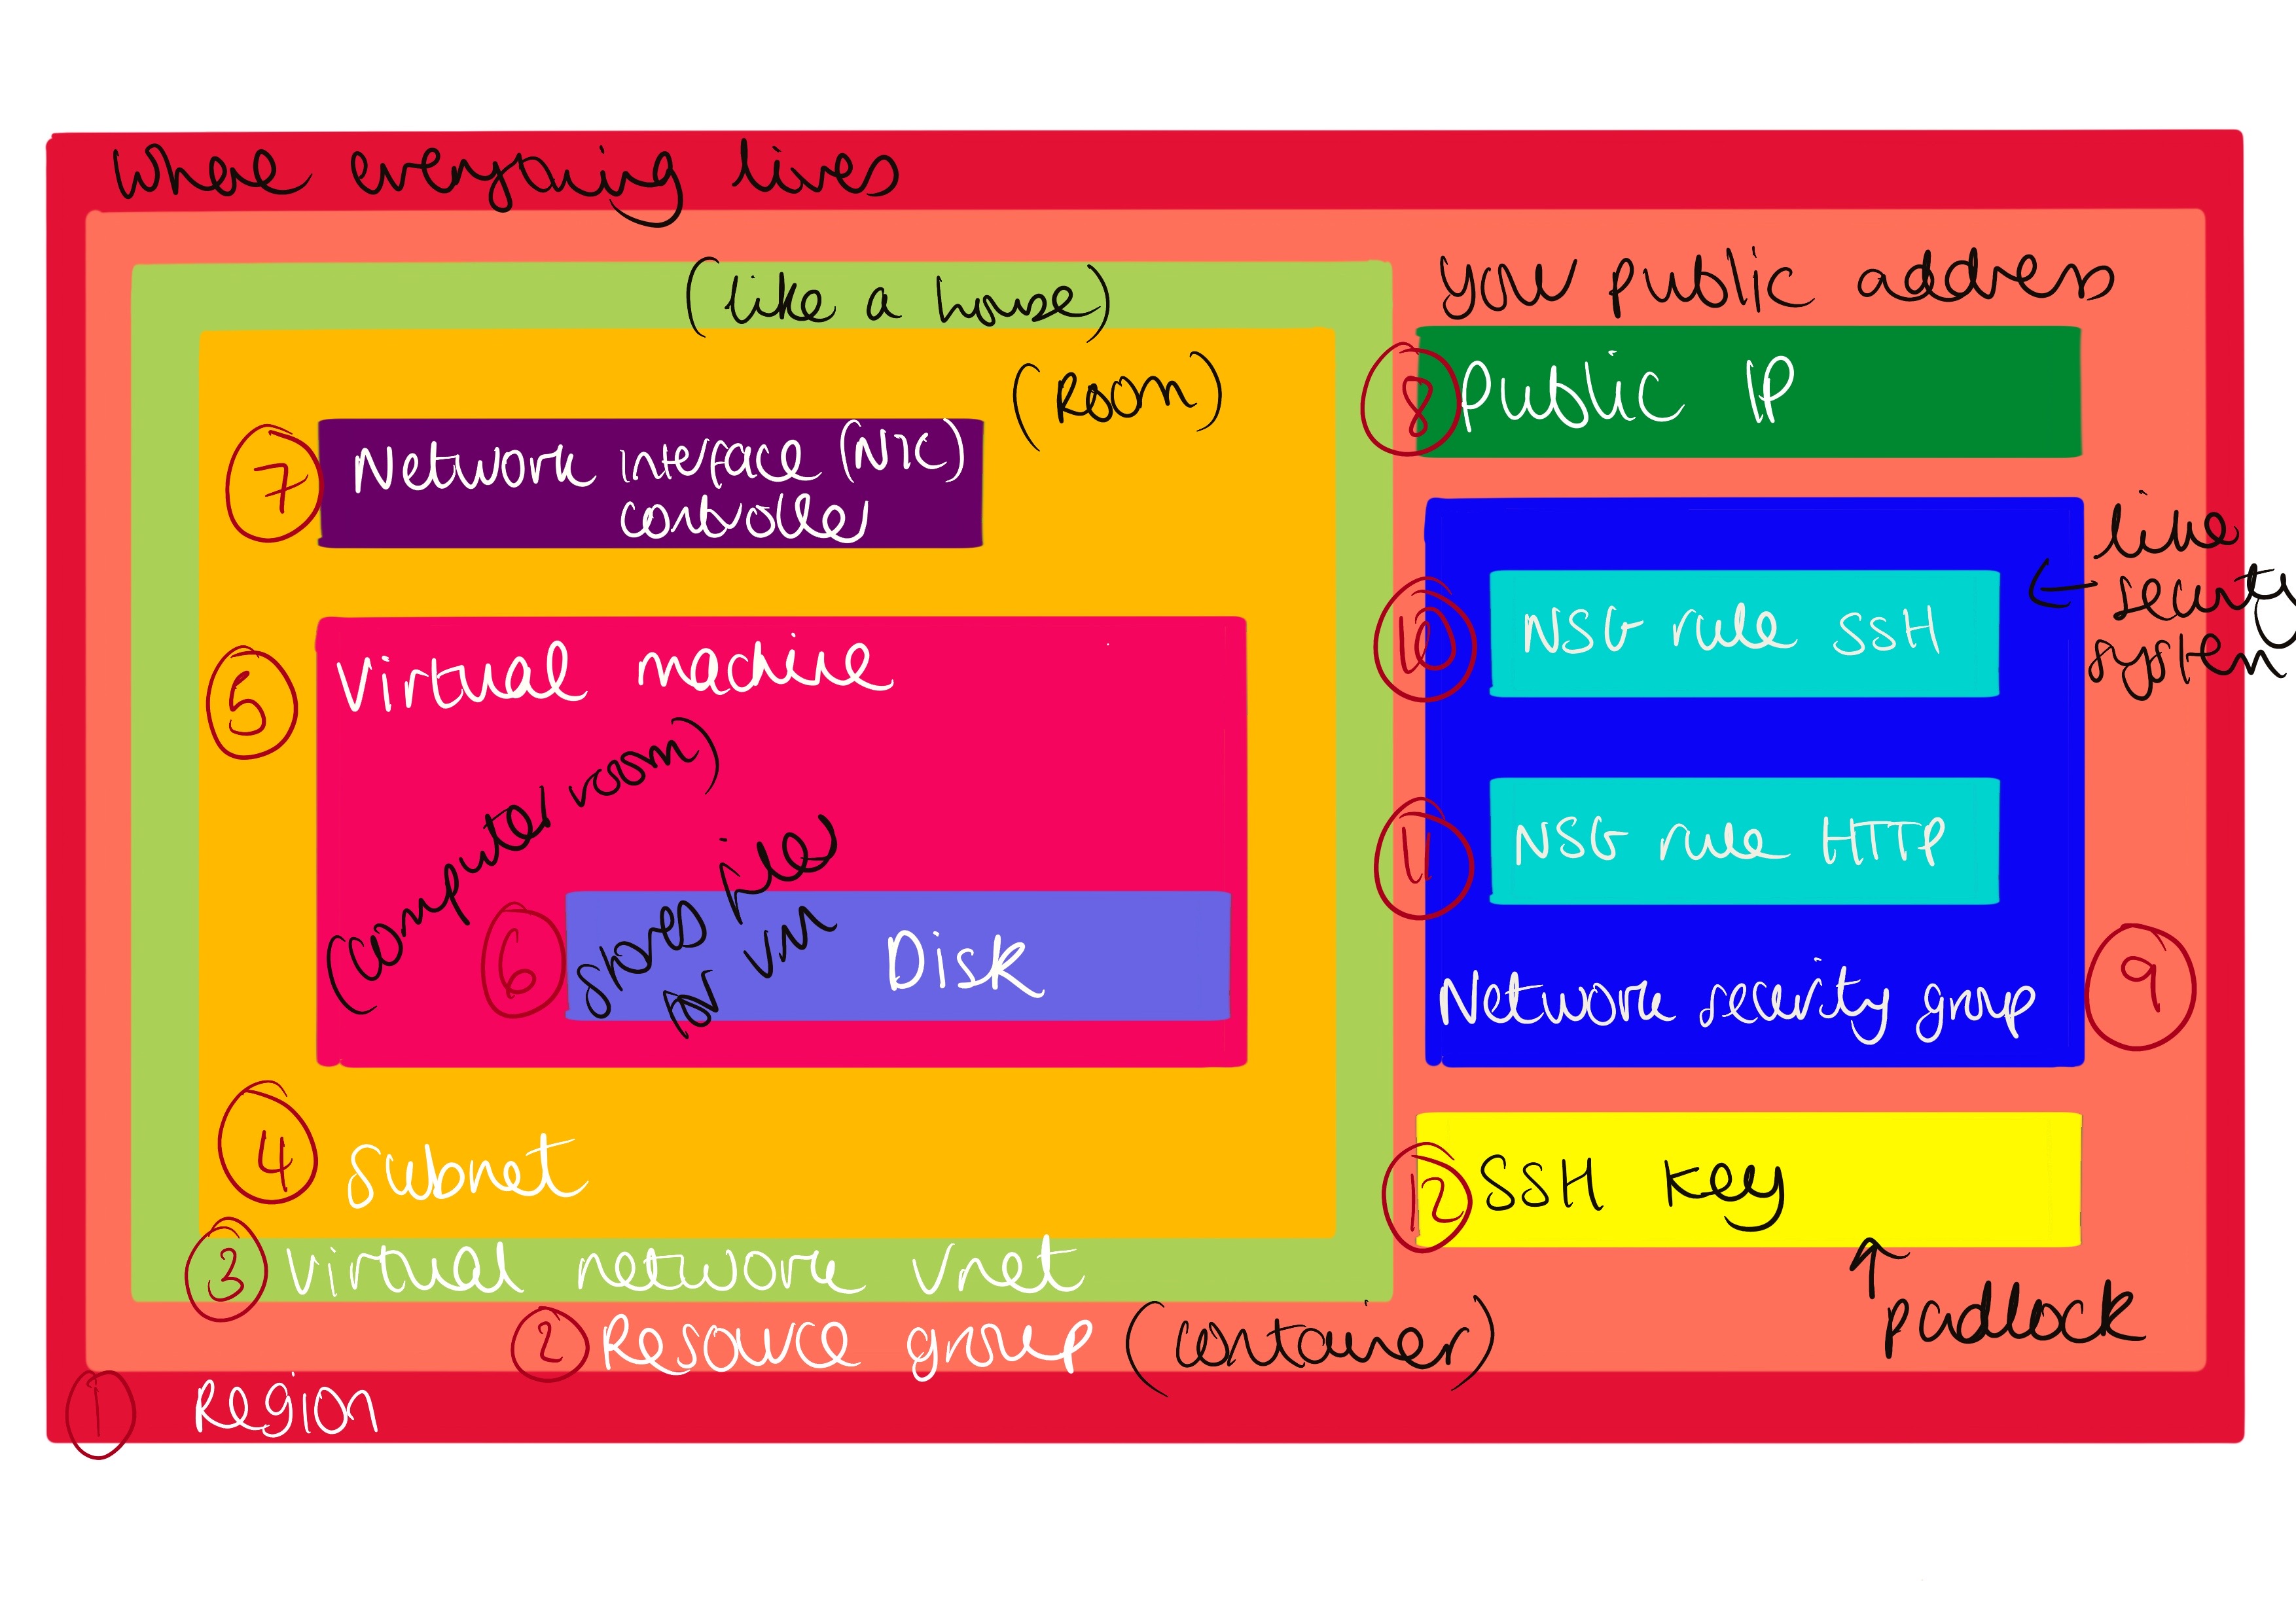 where everything lives
(like a house)
your public address
(Room)
8 Public IP
7 Network interface (NIC)
controller
like
security
system
10 NSG rule SSH
5 Virtual machine
(computer room)
11 NSG rule HTTP
6 stores files
for vm
Disk
Network security group 9
4 Subnet
12 SSH key
3 Virtual network Vnet
padlock
2 Resource group (container)
1 Region